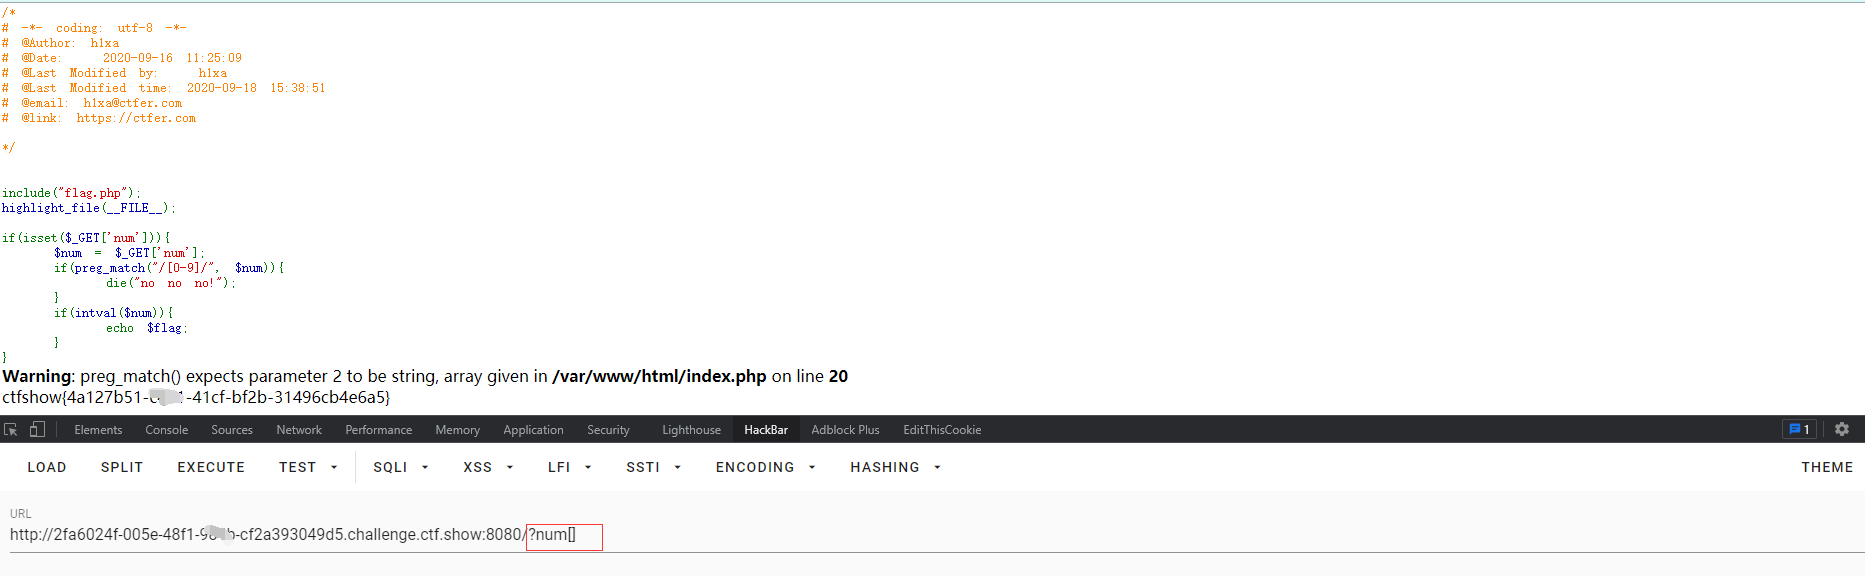 /*
# -*- coding: utf-8 -*-
# @Author: h1xa
# @Date: 2020-09-16 11:25:09
# @Last Modified by: h1xa
# @Last Modified time: 2020-09-18 15:38:51
# @email: h1xa@ctfer.com
# @link: https://ctfer.com
*/
include("flag.php");
highlight_file(__FILE__);
if(isset($_GET['num'])){
$num = $_GET['num'];
if(preg_match("/[0-9]/", $num)){
die("no no no!");
}
if(intval($num)){
echo $flag;
}
}
Warning: preg_match() expects parameter 2 to be string, array given in /var/www/html/index.php on line 20
ctfshow{4a127b51- -41cf-bf2b-31496cb4e6a5}
Elements Console Sources Network Performance Memory Application Security Lighthouse HackBar Adblock Plus EditThisCookie 1
LOAD SPLIT EXECUTE TEST SQLI XSS LFI SSTI ENCODING HASHING THEME
URL
http://2fa6024f-005e-48f1- -cf2a393049d5.challenge.ctf.show:8080/?num[]